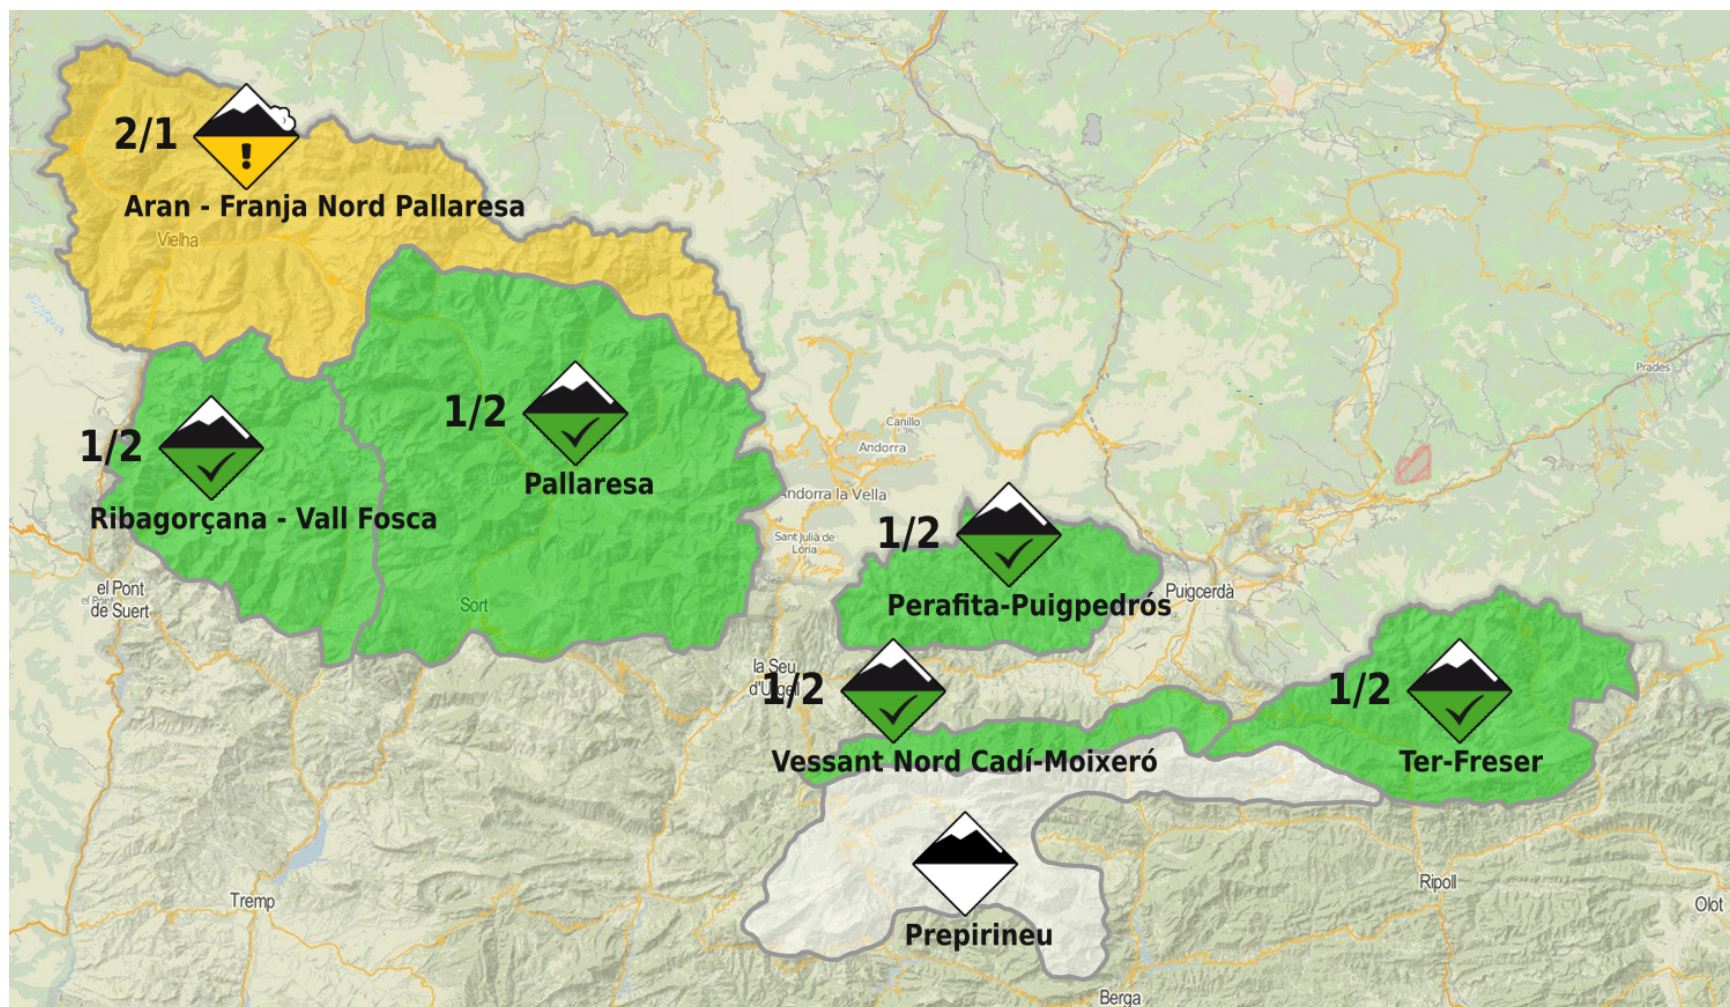 2/1
!
Aran - Franja Nord Pallaresa
Vielha
Prades
1/2
Pallaresa
1/2
Ribagorçana - Vall Fosca
Canillo
Andorra
Andorra la Vella
Sant Julià de
Lòria
1/2
Perafita-Puigpedrós
Puigcerdà
el Pont
de Suert
Sort
la Seu
d'Urgell
1/2
Vessant Nord Cadí-Moixeró
1/2
Ter-Freser
Prepirineu
Tremp
Ripoll
Olot
Berga